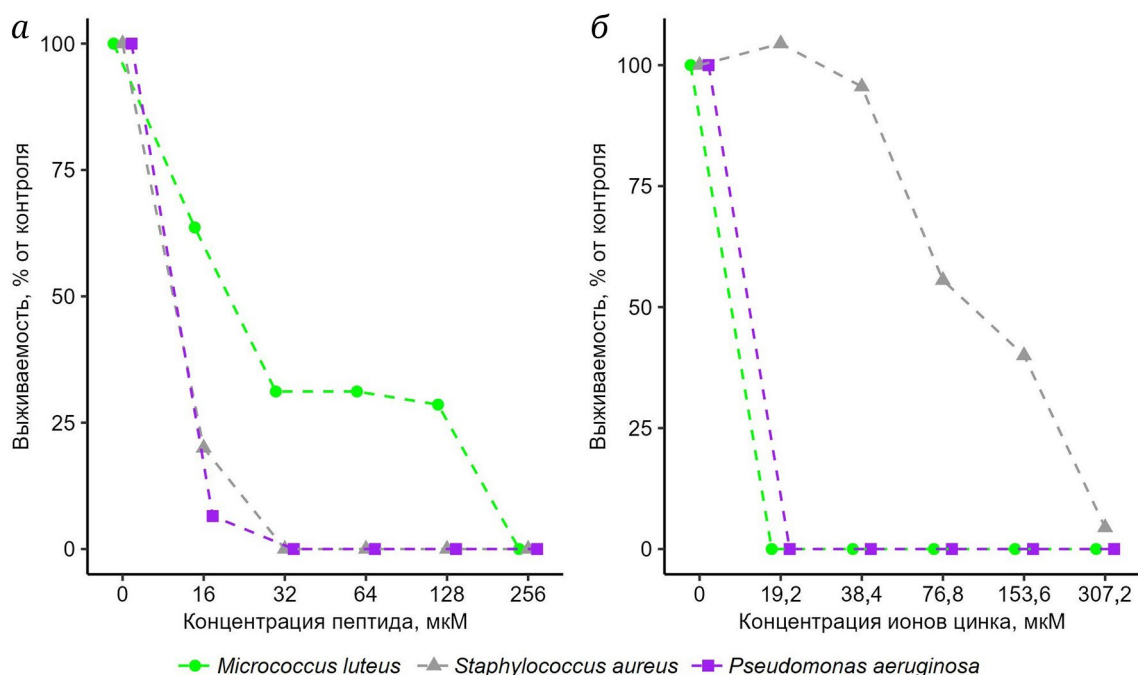 а
б
100
75
50
25
0
Выживаемость, % от контроля
0 16 32 64 128 256
Концентрация пептида, мкМ
100
75
50
25
0
Выживаемость, % от контроля
0 19,2 38,4 76,8 153,6 307,2
Концентрация ионов цинка, мкМ
Micrococcus luteus Staphylococcus aureus Pseudomonas aeruginosa